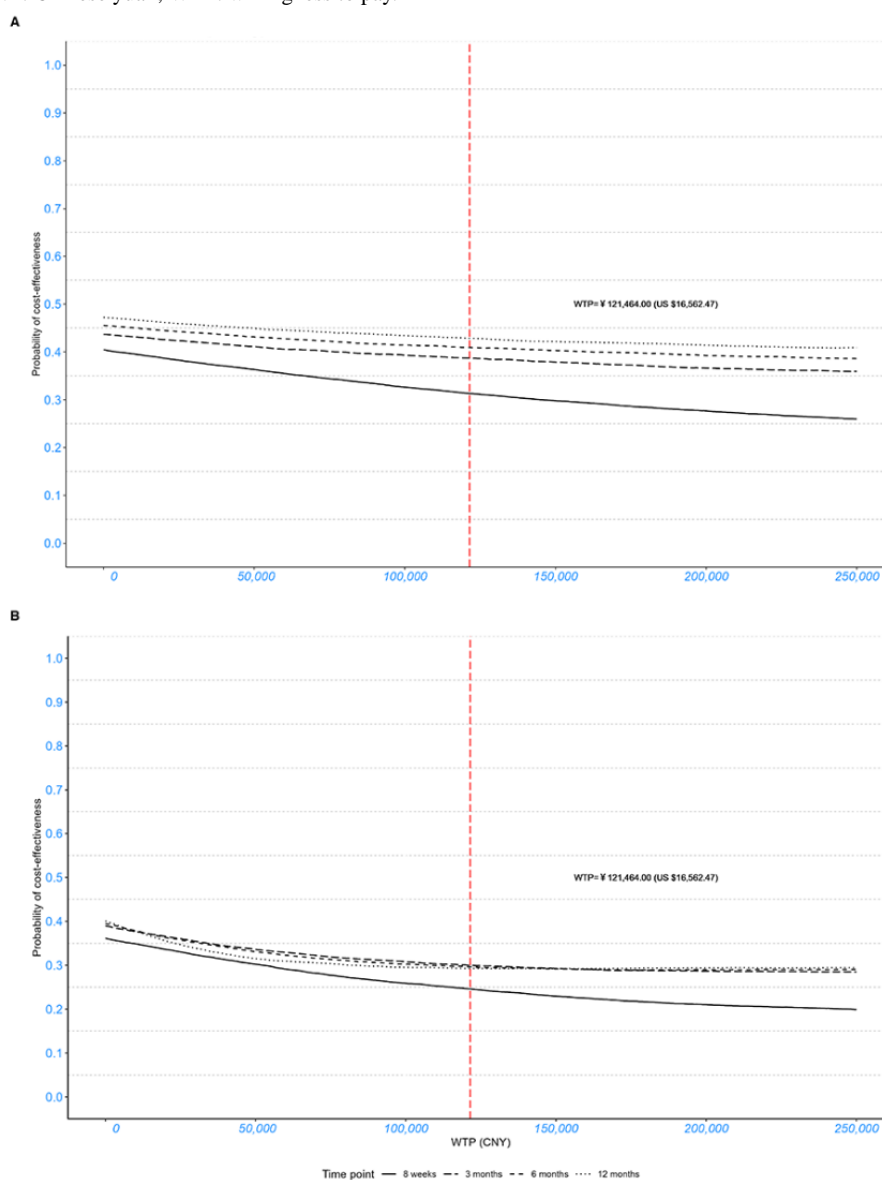 A
1.0
0.9
0.8
0.7
0.6
0.5
0.4
0.3
0.2
0.1
0.0
Probability of cost-effectiveness
WTP= ¥ 121,464.00 (US $16,562.47)
0 50,000 100,000 150,000 200,000 250,000
B
1.0
0.9
0.8
0.7
0.6
0.5
0.4
0.3
0.2
0.1
0.0
Probability of cost-effectiveness
WTP= ¥ 121,464.00 (US $16,562.47)
0 50,000 100,000 150,000 200,000 250,000
WTP (CNY)
Time point 8 weeks 3 months 6 months 12 months